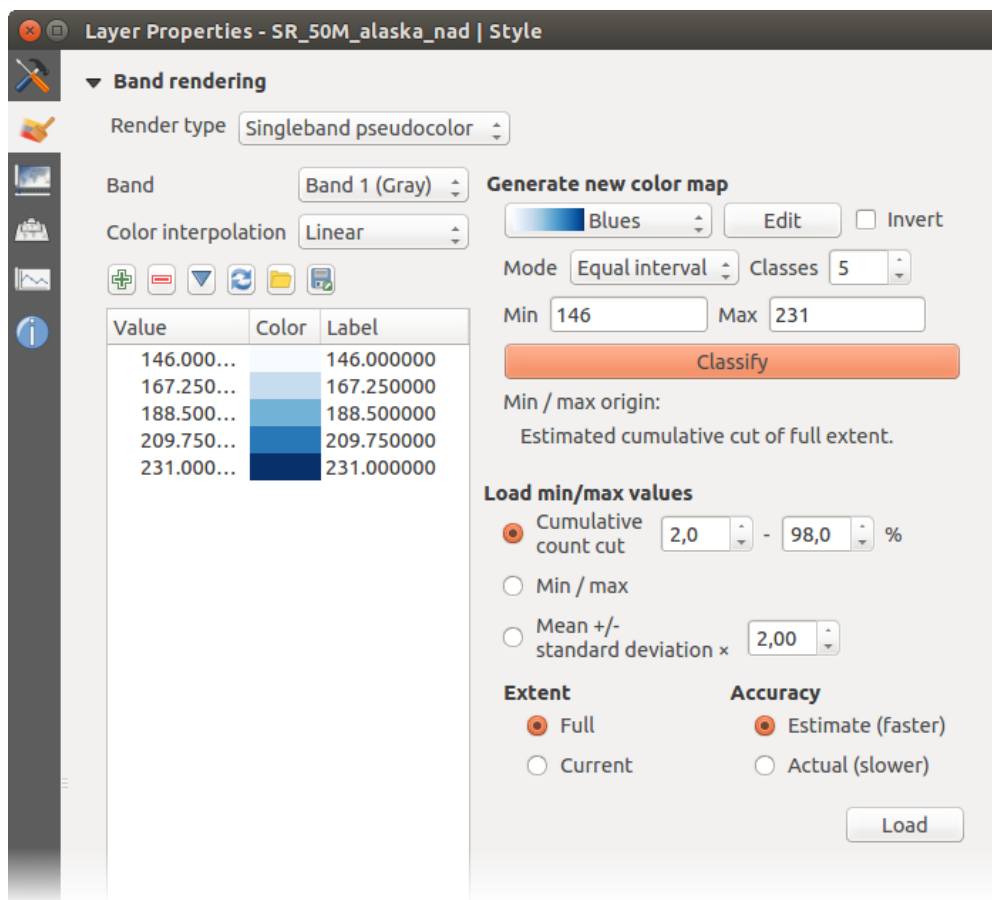 Layer Properties - SR_50M_alaska_nad | Style
Band rendering
Render type Singleband pseudocolor
Band Band 1 (Gray)
Color interpolation Linear
Value Color Label
146.000... 146.000000
167.250... 167.250000
188.500... 188.500000
209.750... 209.750000
231.000... 231.000000
Generate new color map
Blues Edit Invert
Mode Equal interval Classes 5
Min 146 Max 231
Classify
Min / max origin:
Estimated cumulative cut of full extent.
Load min/max values
Cumulative
count cut 2,0 - 98,0 %
Min / max
Mean +/-
standard deviation × 2,00
Extent Accuracy
Full Estimate (faster)
Current Actual (slower)
Load